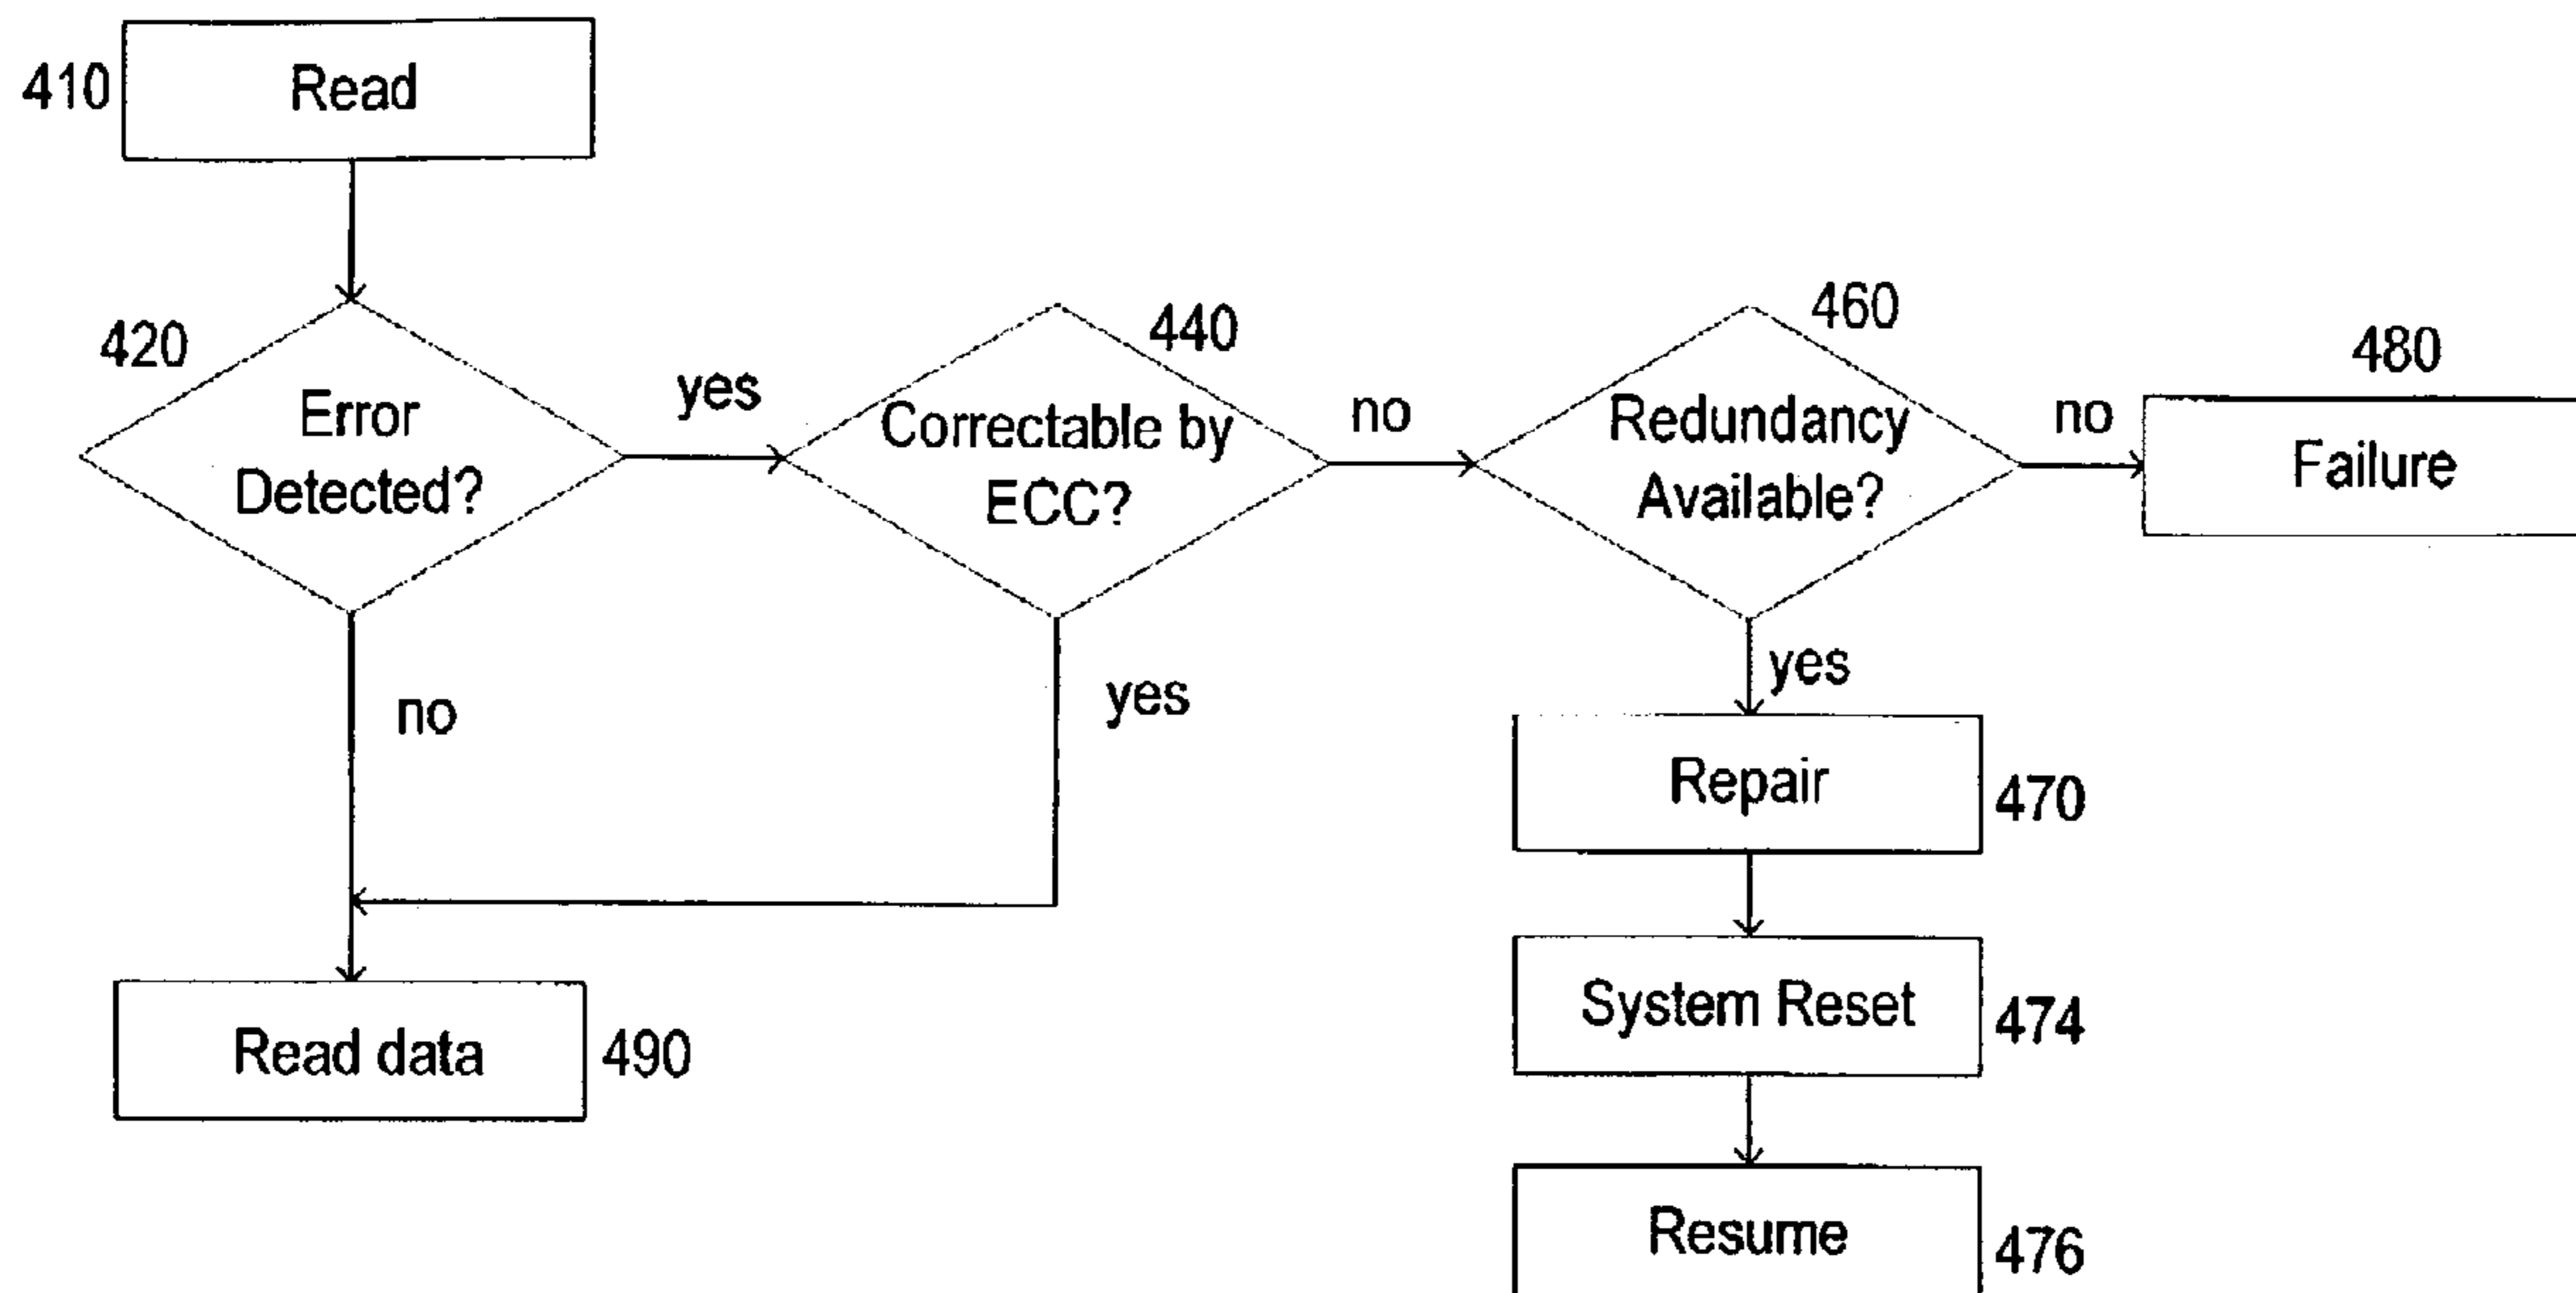 410
Read
420
Error
Detected?
yes
440
Correctable by
ECC?
no
460
Redundancy
Available?
no
480
Failure
no
yes
yes
Repair
470
System Reset
474
Read data
490
Resume
476